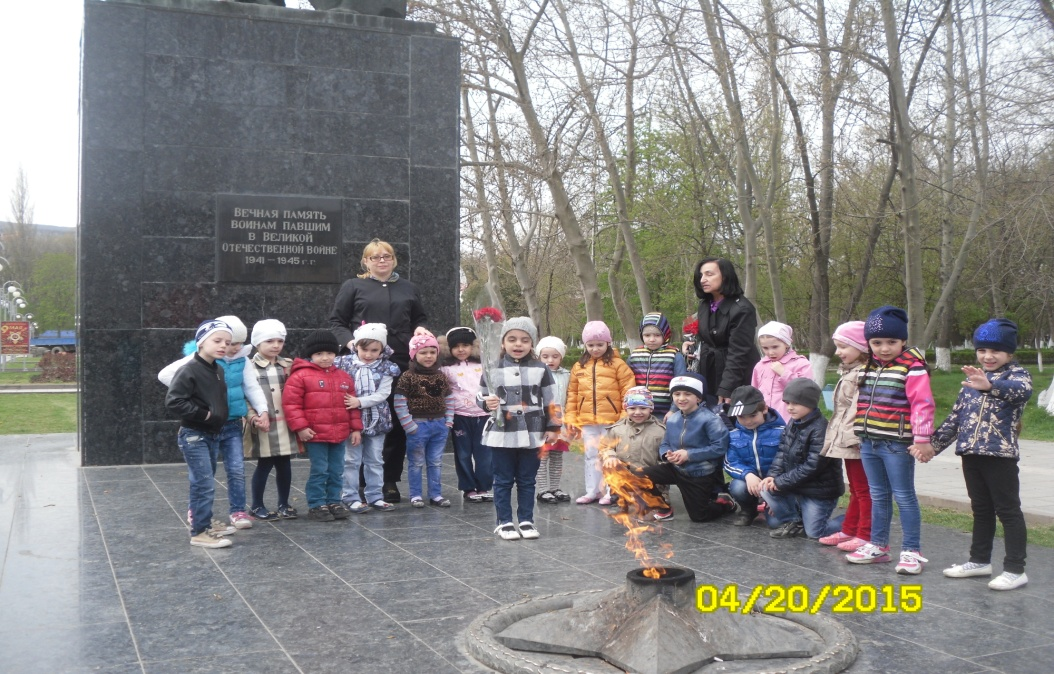 Вечная память
воинам павшим
в Великой
Отечественной войне
1941 – 1945 г г.
04/20/2015